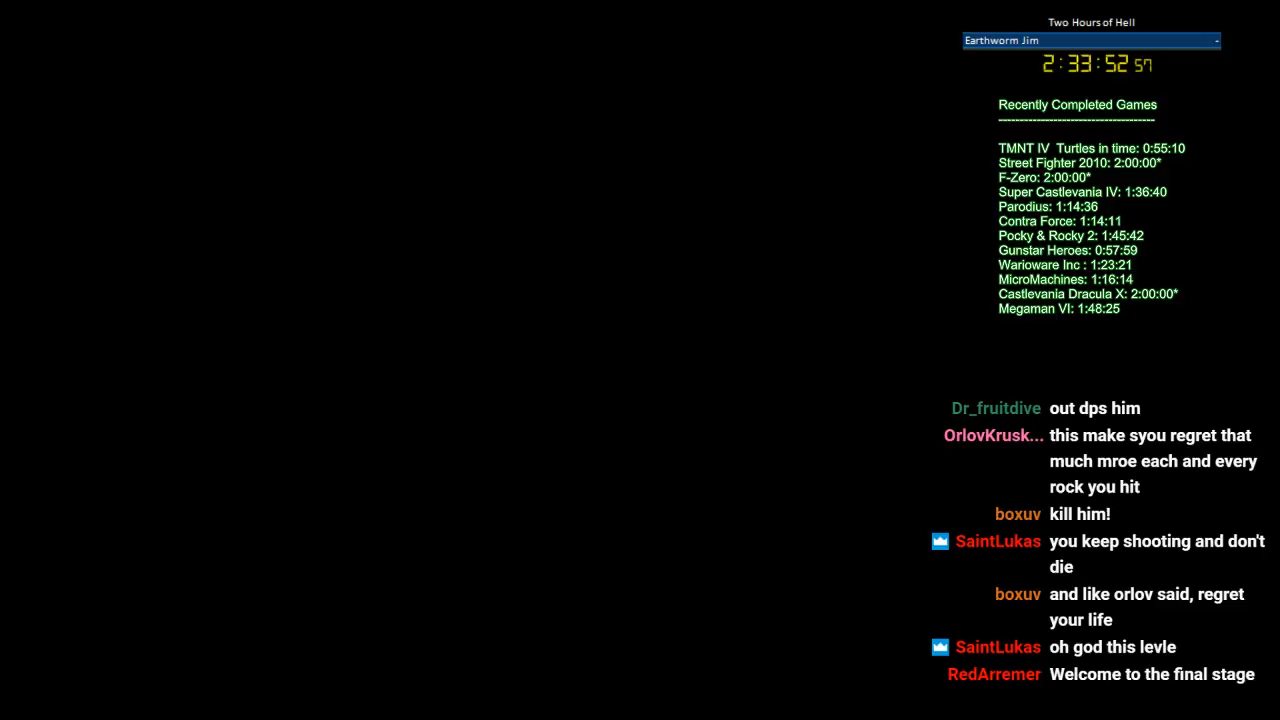 Two Hours of Hell
Earthworm Jim -
2:33:52 57
Recently Completed Games
---------------------------------------
TMNT IV  Turtles in time: 0:55:10
Street Fighter 2010: 2:00:00*
F-Zero: 2:00:00*
Super Castlevania IV: 1:36:40
Parodius: 1:14:36
Contra Force: 1:14:11
Pocky & Rocky 2: 1:45:42
Gunstar Heroes: 0:57:59
Warioware Inc : 1:23:21
MicroMachines: 1:16:14
Castlevania Dracula X: 2:00:00*
Megaman VI: 1:48:25
Dr_fruitdive out dps him
OrlovKrusk... this make syou regret that
much mroe each and every
rock you hit
boxuv kill him!
SaintLukas you keep shooting and don't
die
boxuv and like orlov said, regret
your life
SaintLukas oh god this levle
RedArremer Welcome to the final stage